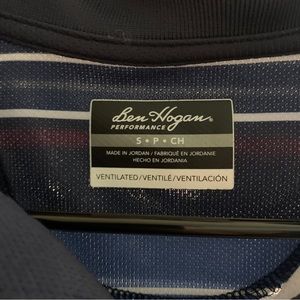 Ben Hogan®
PERFORMANCE
S • P • CH
MADE IN JORDAN / FABRIQUÉ EN JORDANIE
HECHO EN JORDANIA
VENTILATED/VENTILÉ/VENTILACIÓN